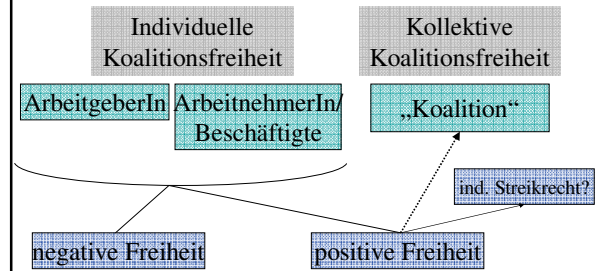 Individuelle
Koalitionsfreiheit
Kollektive
Koalitionsfreiheit
ArbeitgeberIn
ArbeitnehmerIn/
Beschäftigte
„Koalition“
ind. Streikrecht?
negative Freiheit
positive Freiheit